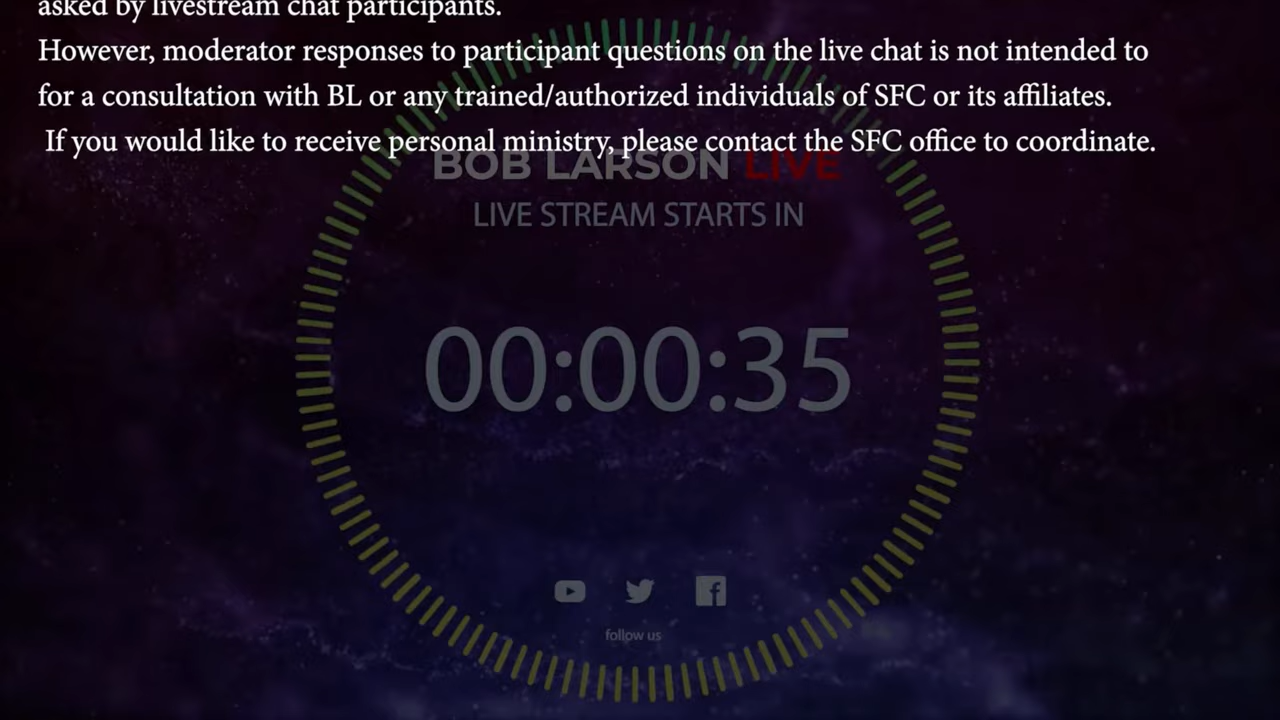 asked by livestream chat participants.
However, moderator responses to participant questions on the live chat is not intended to
for a consultation with BL or any trained/authorized individuals of SFC or its affiliates.
If you would like to receive personal ministry, please contact the SFC office to coordinate.
BOB LARSON LIVE
LIVE STREAM STARTS IN
00:00:35
follow us